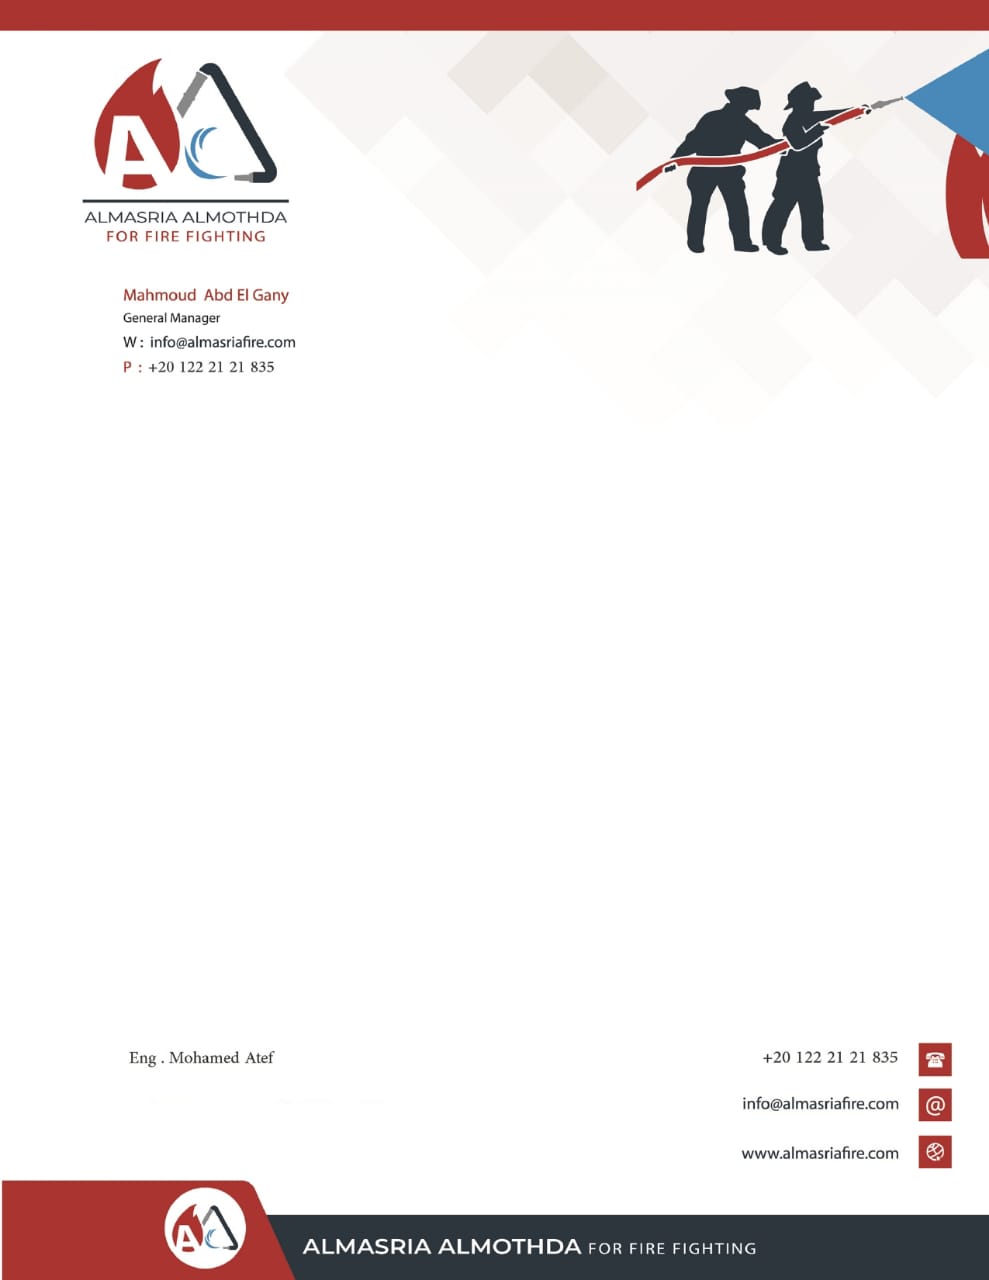 A
ALMASRIA ALMOTHDA
FOR FIRE FIGHTING
Mahmoud Abd El Gany
General Manager
W : info@almasriafire.com
P : +20 122 21 21 835
Eng . Mohamed Atef
+20 122 21 21 835
info@almasriafire.com
www.almasriafire.com
A
ALMASRIA ALMOTHDA FOR FIRE FIGHTING